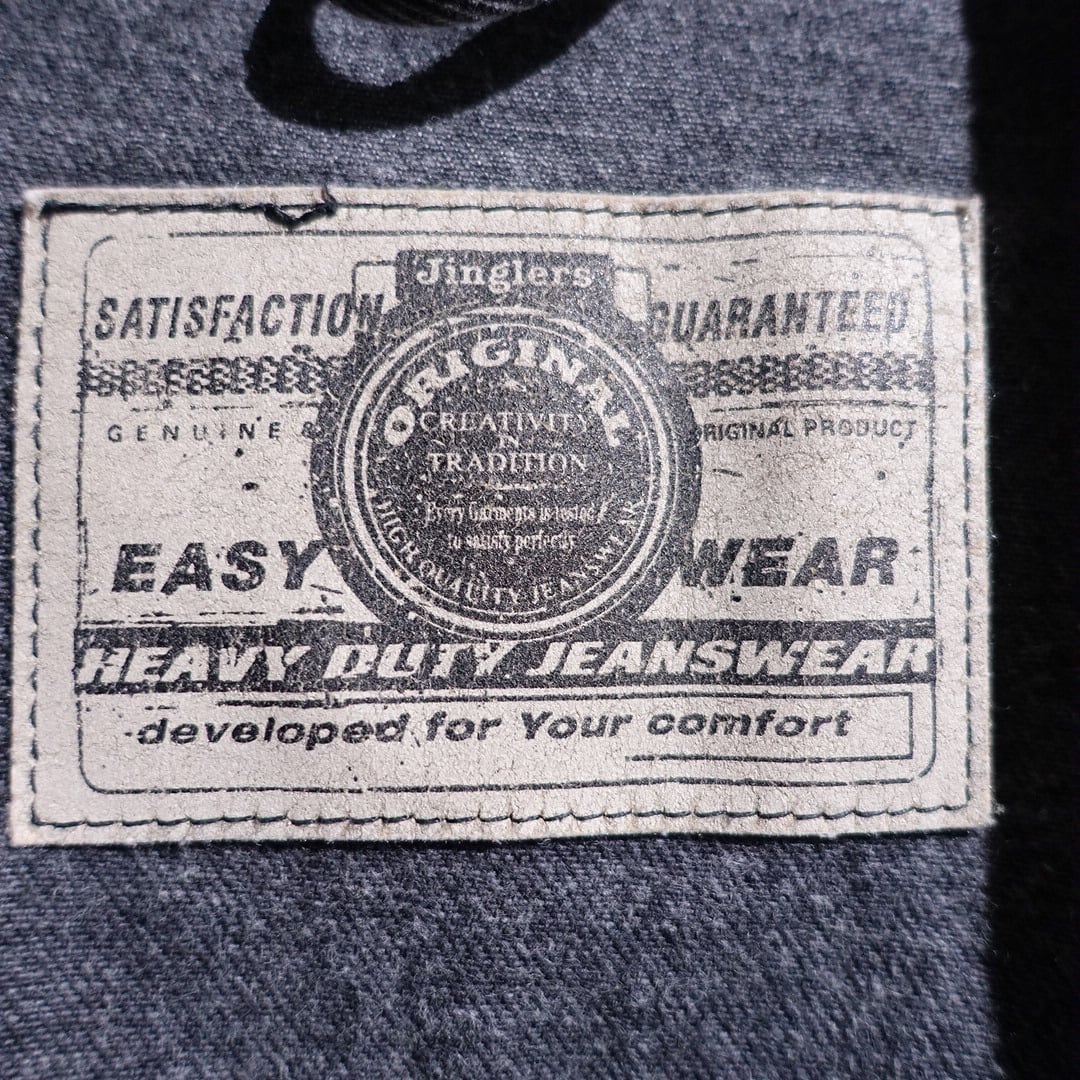 Jinglers
SATISFACTION GUARANTEED
GENUINE & ORIGINAL PRODUCT
ORIGINAL
CREATIVITY
IN
TRADITION
Every Garments is tested
to satisfy perfectly
HIGH QUALITY JEANSWEAR
EASY WEAR
HEAVY DUTY JEANSWEAR
developed for Your comfort